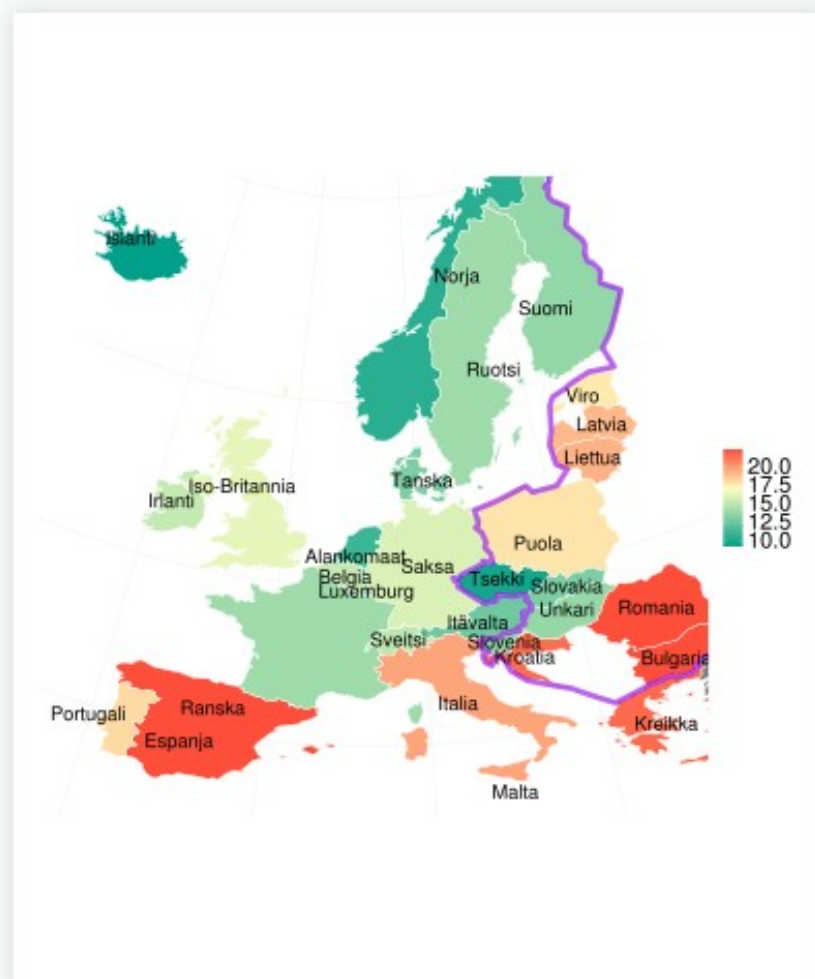 Islanti
Norja
Suomi
Ruotsi
Viro
Latvia
Liettua
Tanska
Iso-Britannia
Irlanti
Puola
Alankomaat
Saksa
Belgia
Luxemburg
Tsekki
Slovakia
Unkari
Romania
Itävalta
Sveitsi
Slovenia
Kroatia
Bulgaria
Portugali
Ranska
Espanja
Italia
Kreikka
Malta
20.0
17.5
15.0
12.5
10.0